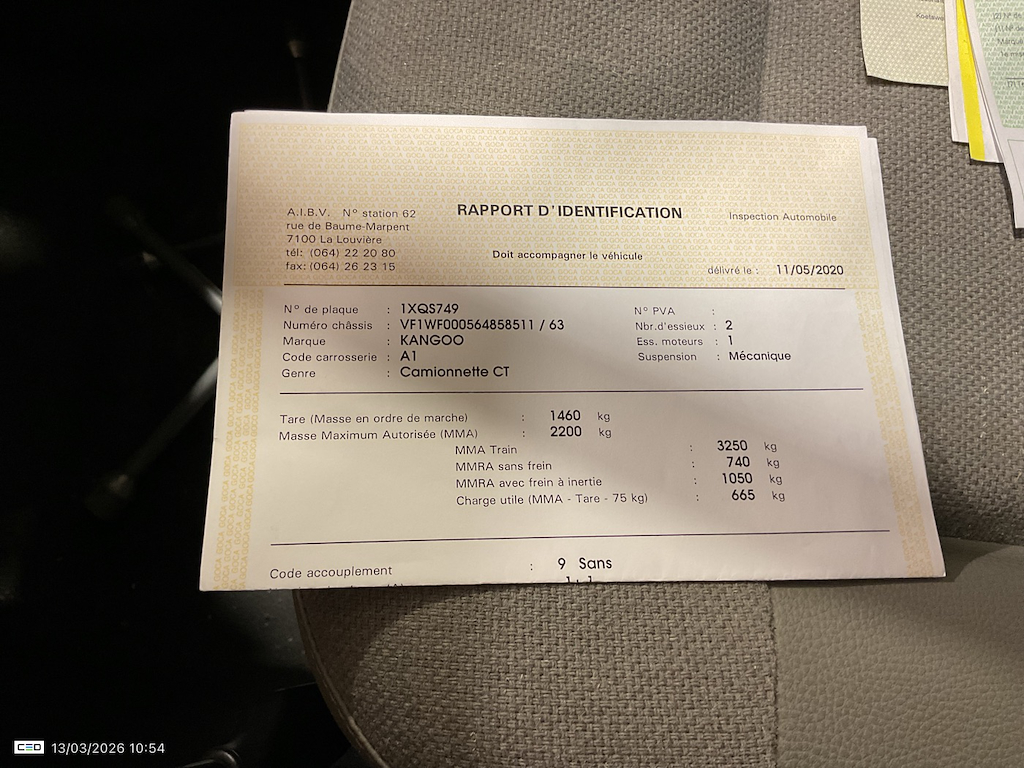 A.I.B.V. N° station 62
rue de Baume-Marpent
7100 La Louvière
tél: (064) 22 20 80
fax: (064) 26 23 15
RAPPORT D'IDENTIFICATION
Doit accompagner le véhicule
Inspection Automobile
délivré le : 11/05/2020
N° de plaque : 1XQS749
Numéro châssis : VF1WF000564858511 / 63
Marque : KANGOO
Code carrosserie : A1
Genre : Camionnette CT
N° PVA :
Nbr.d'essieux : 2
Ess. moteurs : 1
Suspension : Mécanique
Tare (Masse en ordre de marche) : 1460 kg
Masse Maximum Autorisée (MMA) : 2200 kg
MMA Train : 3250 kg
MMRA sans frein : 740 kg
MMRA avec frein à inertie : 1050 kg
Charge utile (MMA - Tare - 75 kg) : 665 kg
Code accouplement : 9 Sans
CEO 13/03/2026 10:54